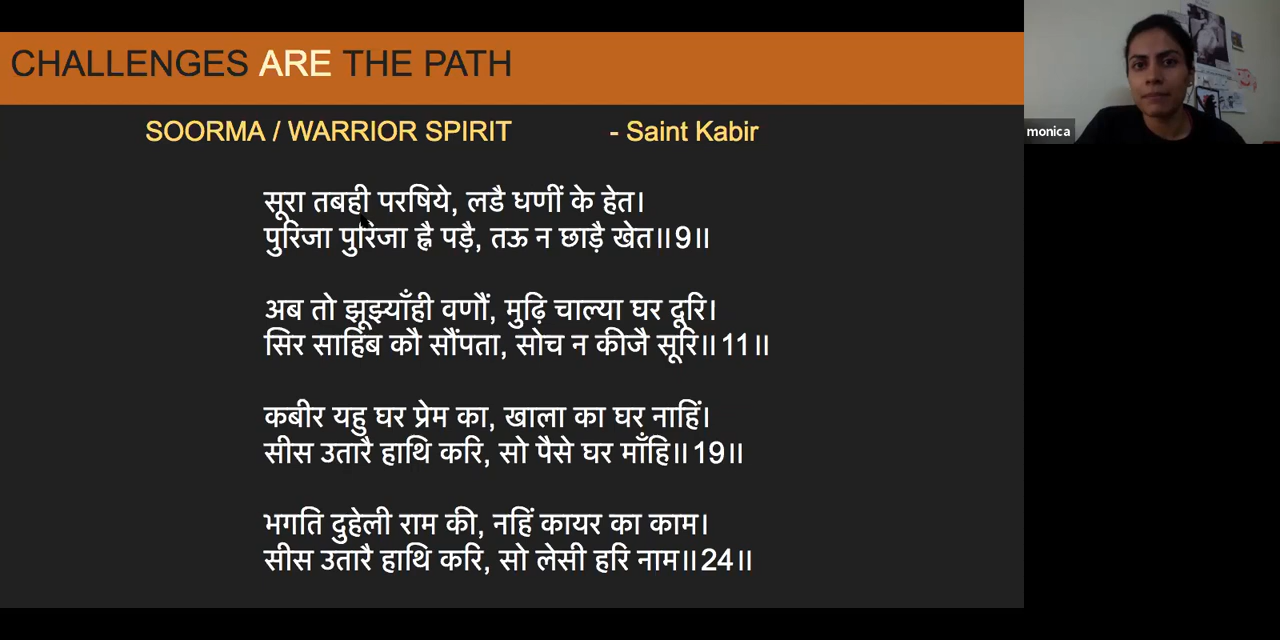 CHALLENGES ARE THE PATH
SOORMA / WARRIOR SPIRIT - Saint Kabir
monica
सूरा तबही परषिये, लडै धणीं के हेत।
पुरिजा पुरिजा ह्वै पड़ै, तऊ न छाड़ै खेत॥9॥
अब तो झूझ्याँही वणौं, मुढ़ि चाल्या घर दूरि।
सिर साहिब कौ सौंपता, सोच न कीजै सूरि॥11॥
कबीर यहु घर प्रेम का, खाला का घर नाहिं।
सीस उतारै हाथि करि, सो पैसे घर माँहि॥19॥
भगति दुहेली राम की, नहिं कायर का काम।
सीस उतारै हाथि करि, सो लेसी हरि नाम॥24॥